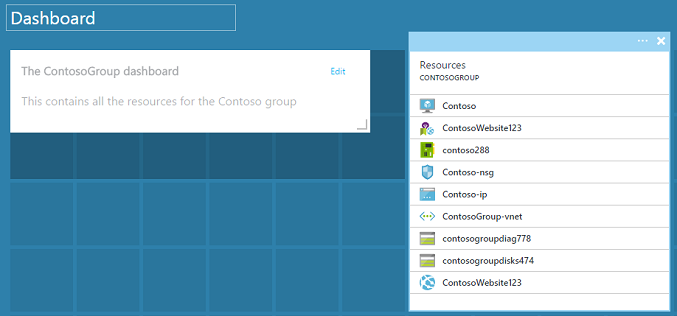 Dashboard
The ContosoGroup dashboard
Edit
This contains all the resources for the Contoso group
Resources
CONTOSOGROUP
Contoso
ContosoWebsite123
contoso288
Contoso-nsg
Contoso-ip
ContosoGroup-vnet
contosogroupdiag778
contosogroupdisks474
ContosoWebsite123